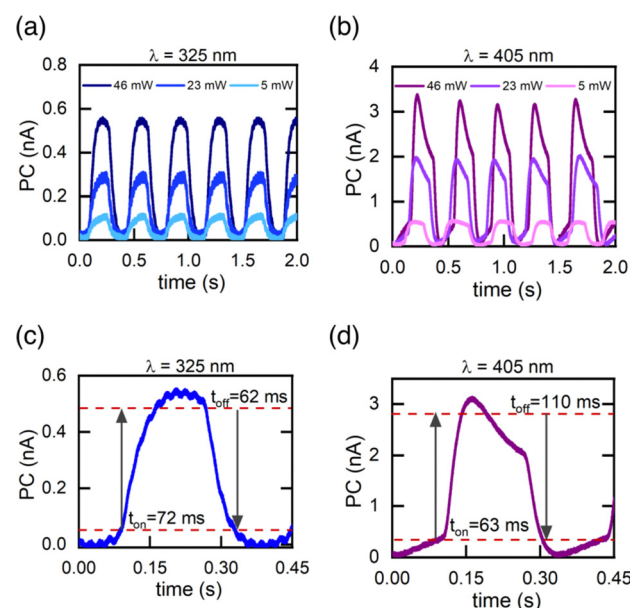 (a)
λ = 325 nm
46 mW 23 mW 5 mW
PC (nA)
0.8
0.6
0.4
0.2
0.0
0.0 0.5 1.0 1.5 2.0
time (s)
(b)
λ = 405 nm
46 mW 23 mW 5 mW
PC (nA)
4
3
2
1
0
0.0 0.5 1.0 1.5 2.0
time (s)
(c)
λ = 325 nm
PC (nA)
0.6
0.4
0.2
0.0
toff=62 ms
ton=72 ms
0.00 0.15 0.30 0.45
time (s)
(d)
λ = 405 nm
PC (nA)
3
2
1
0
toff=110 ms
ton=63 ms
0.00 0.15 0.30 0.45
time (s)